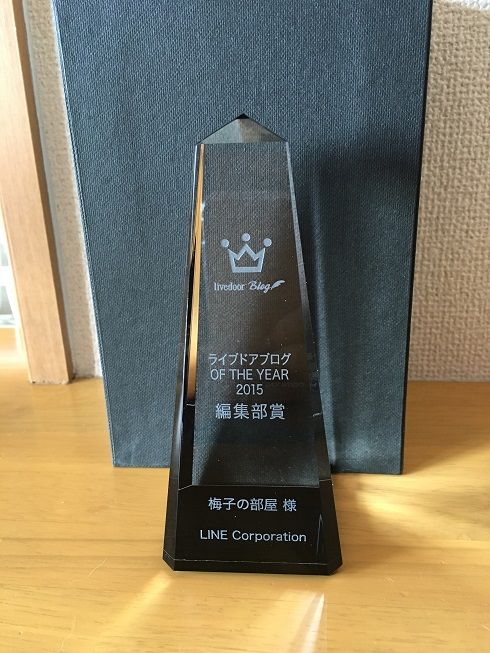 livedoor Blog
ライブドアブログ
OF THE YEAR
2015
編集部賞
梅子の部屋 様
LINE Corporation